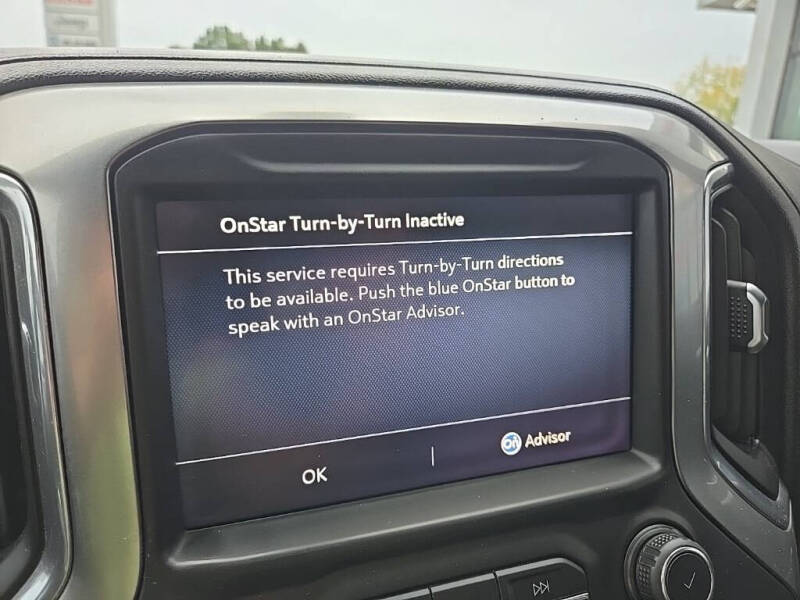 OnStar Turn-by-Turn Inactive
This service requires Turn-by-Turn directions
to be available. Push the blue OnStar button to
speak with an OnStar Advisor.
OK
On Advisor